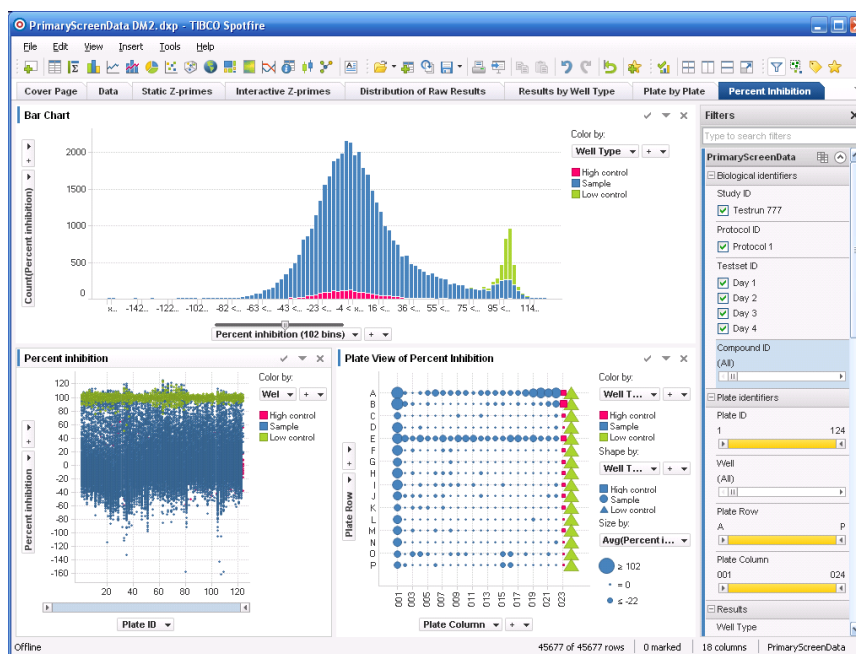 PrimaryScreenData DM2.dxp - TIBCO Spotfire
File Edit View Insert Tools Help
Cover Page Data Static Z-primes Interactive Z-primes Distribution of Raw Results Results by Well Type Plate by Plate Percent Inhibition
Bar Chart
Count(Percent inhibition)
2000
1500
1000
500
0
x... -142... -122... -102... -82 <... -63 <... -43 <... -23 <... -4 < x... 16 <... 36 <... 55 <... 75 <... 95 <... 114...
Percent inhibition (102 bins)
Color by:
Well Type
High control
Sample
Low control
Percent inhibition
Percent inhibition
120
100
80
60
40
20
0
-20
-40
-60
-80
-100
-120
-140
-160
20 40 60 80 100 120
Plate ID
Color by:
Wel
High control
Sample
Low control
Plate View of Percent Inhibition
Plate Row
A
B
C
D
E
F
G
H
I
J
K
L
M
N
O
P
001 003 005 007 009 011 013 015 017 019 021 023
Plate Column
Color by:
Well T...
High control
Sample
Low control
Shape by:
Well T...
High control
Sample
Low control
Size by:
Avg(Percent i...
≥ 102
= 0
≤ -22
Filters
Type to search filters
PrimaryScreenData
Biological identifiers
Study ID
Testrun 777
Protocol ID
Protocol 1
Testset ID
Day 1
Day 2
Day 3
Day 4
Compound ID
(All)
Plate identifiers
Plate ID
1 124
Well
(All)
Plate Row
A P
Plate Column
001 024
Results
Well Type
Offline 45677 of 45677 rows 0 marked 18 columns PrimaryScreenData